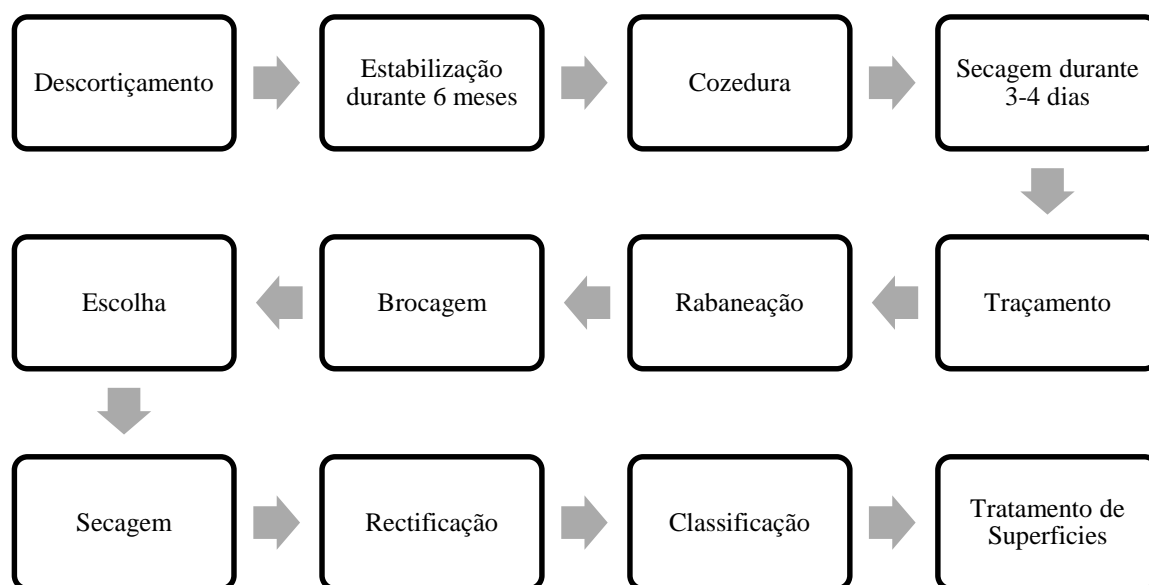 Descortiçamento
Estabilização
durante 6 meses
Cozedura
Secagem durante
3-4 dias
Traçamento
Rabaneação
Brocagem
Escolha
Secagem
Rectificação
Classificação
Tratamento de
Superficies